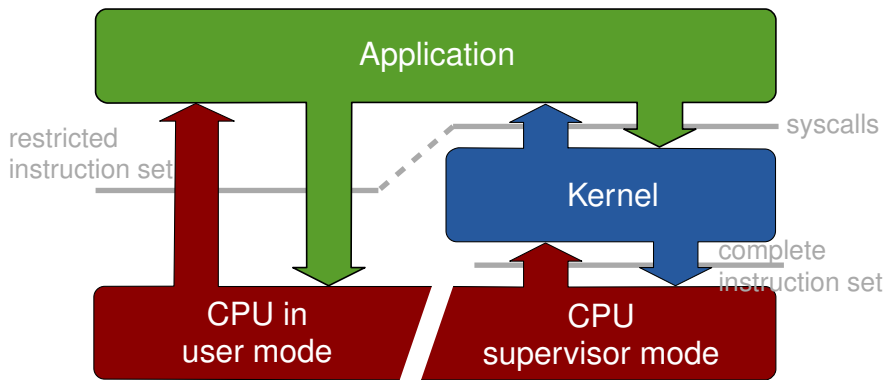 Application
restricted
instruction set
syscalls
Kernel
complete
instruction set
CPU in
user mode
CPU
supervisor mode